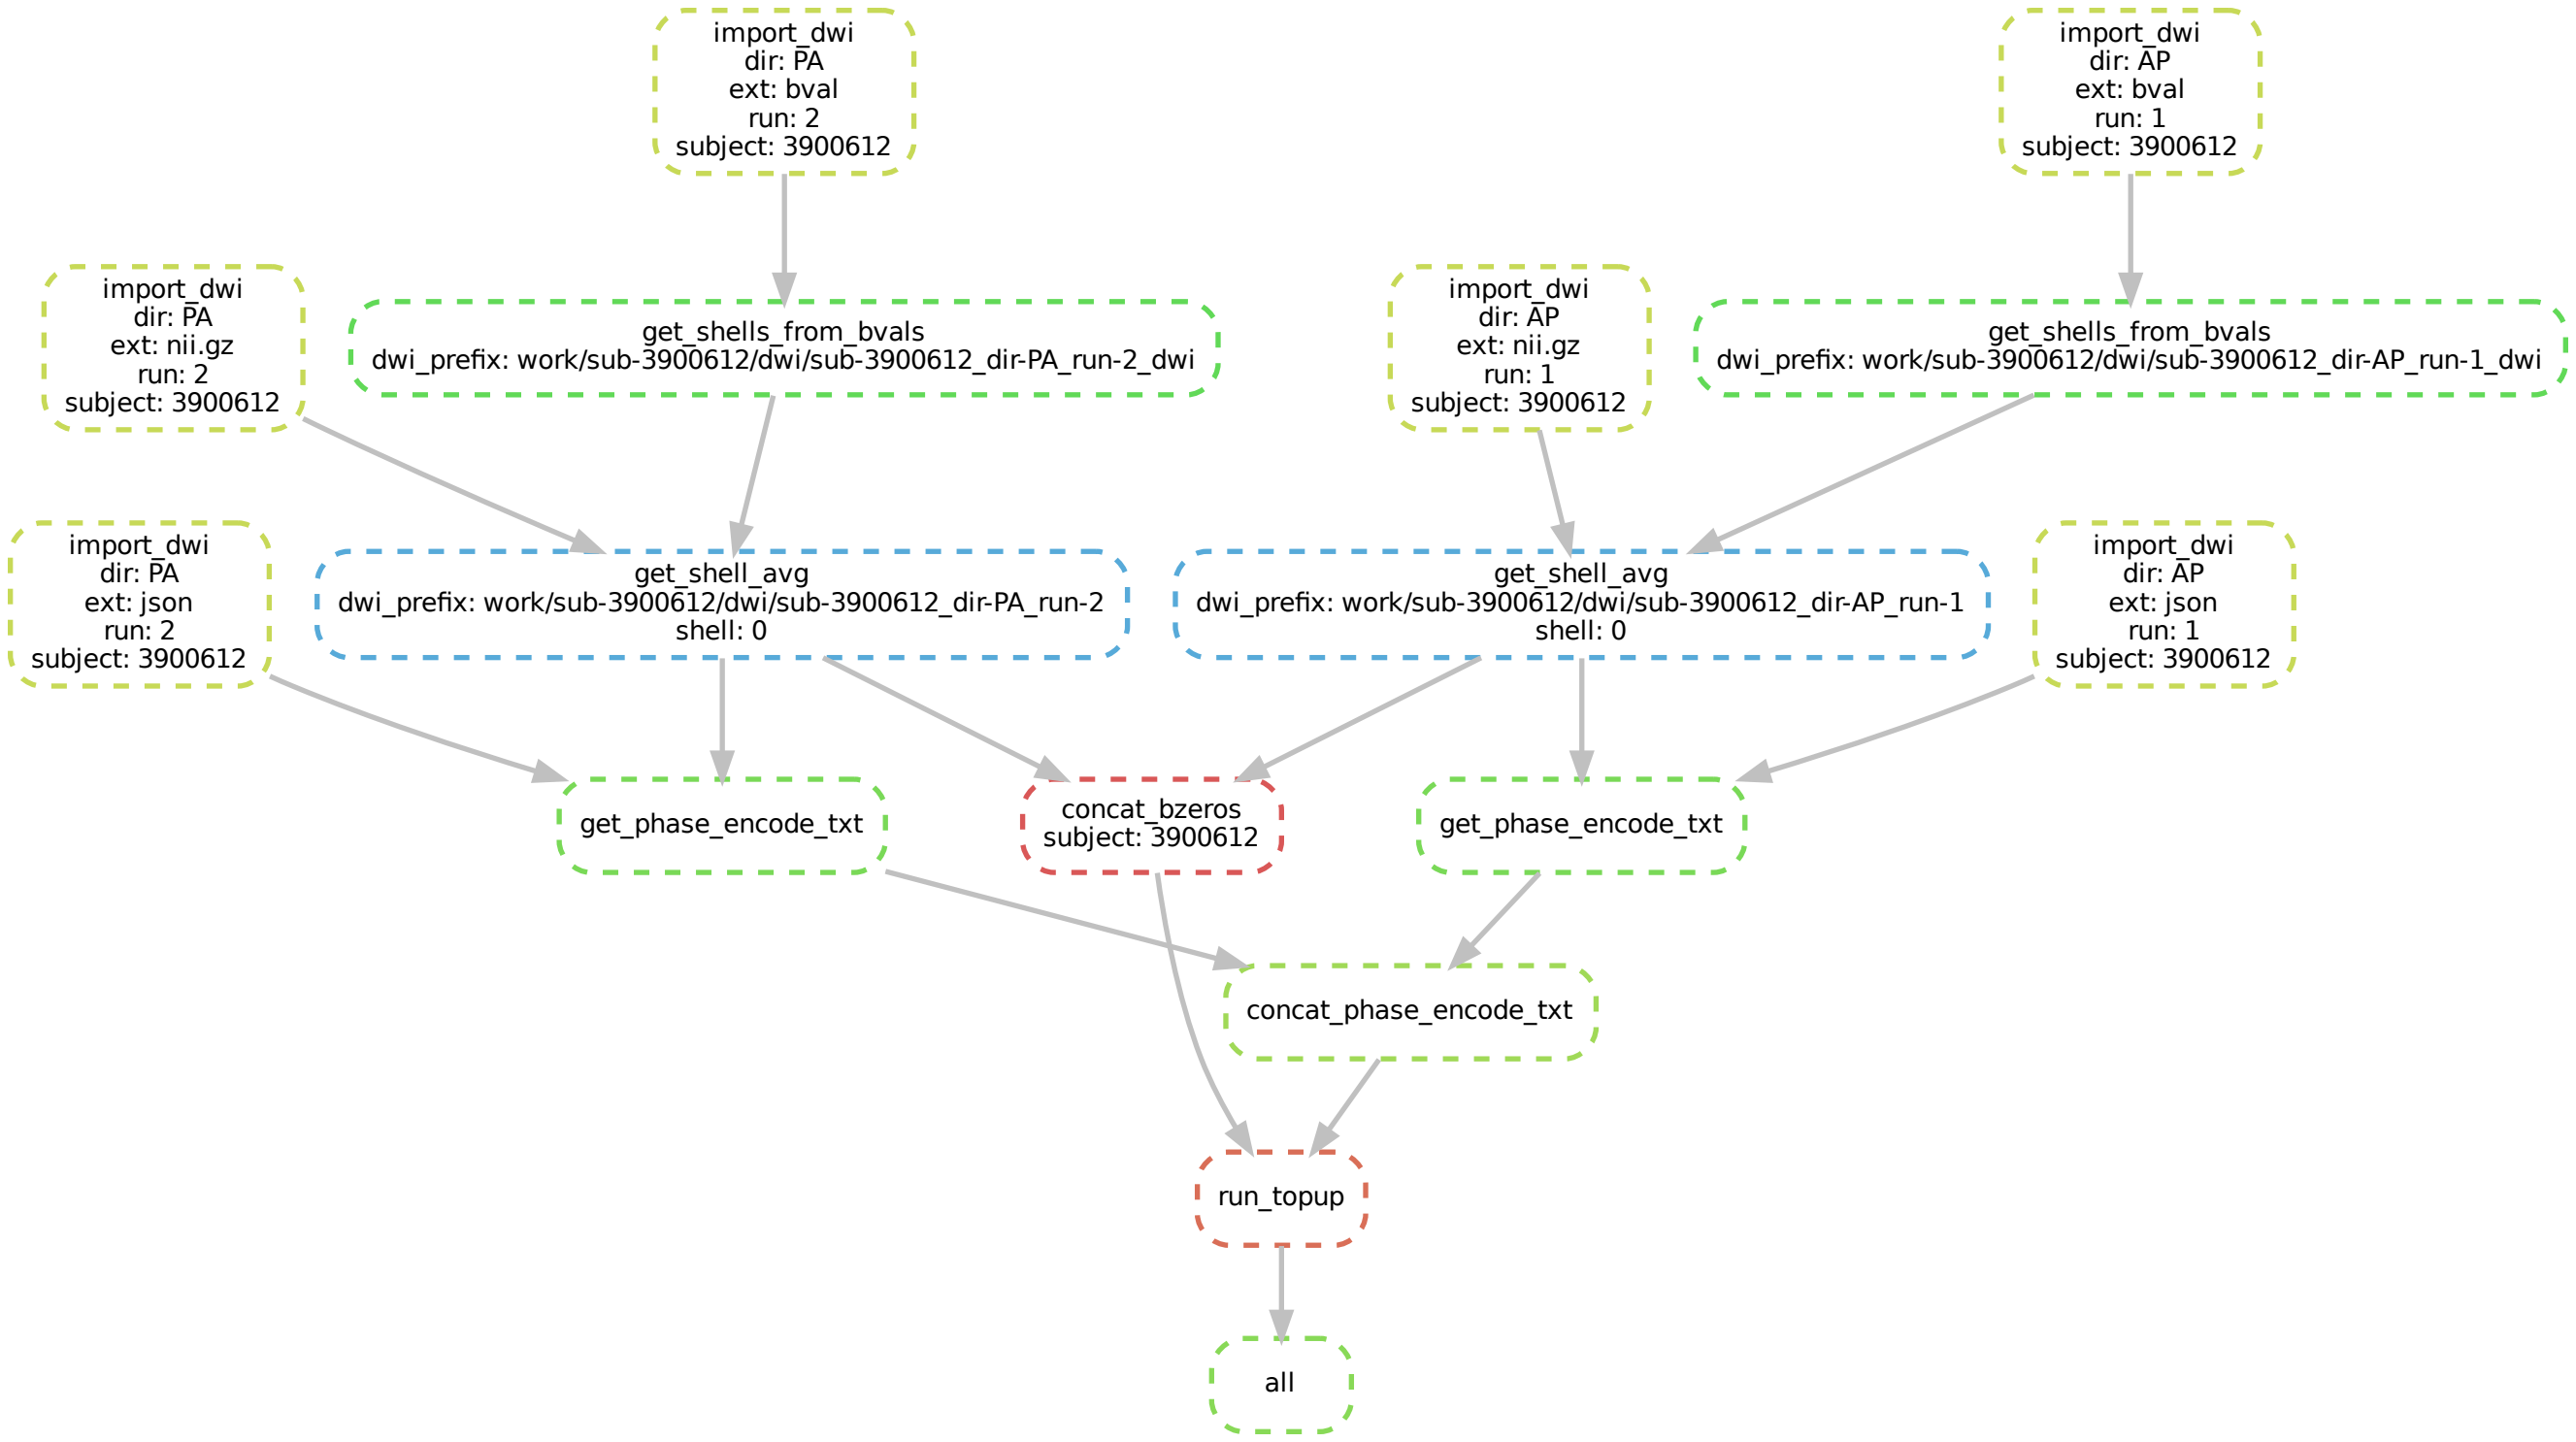 import_dwi
dir: PA
ext: bval
run: 2
subject: 3900612
import_dwi
dir: AP
ext: bval
run: 1
subject: 3900612
import_dwi
dir: PA
ext: nii.gz
run: 2
subject: 3900612
get_shells_from_bvals
dwi_prefix: work/sub-3900612/dwi/sub-3900612_dir-PA_run-2_dwi
import_dwi
dir: AP
ext: nii.gz
run: 1
subject: 3900612
get_shells_from_bvals
dwi_prefix: work/sub-3900612/dwi/sub-3900612_dir-AP_run-1_dwi
import_dwi
dir: PA
ext: json
run: 2
subject: 3900612
get_shell_avg
dwi_prefix: work/sub-3900612/dwi/sub-3900612_dir-PA_run-2
shell: 0
get_shell_avg
dwi_prefix: work/sub-3900612/dwi/sub-3900612_dir-AP_run-1
shell: 0
import_dwi
dir: AP
ext: json
run: 1
subject: 3900612
get_phase_encode_txt
concat_bzeros
subject: 3900612
get_phase_encode_txt
concat_phase_encode_txt
run_topup
all